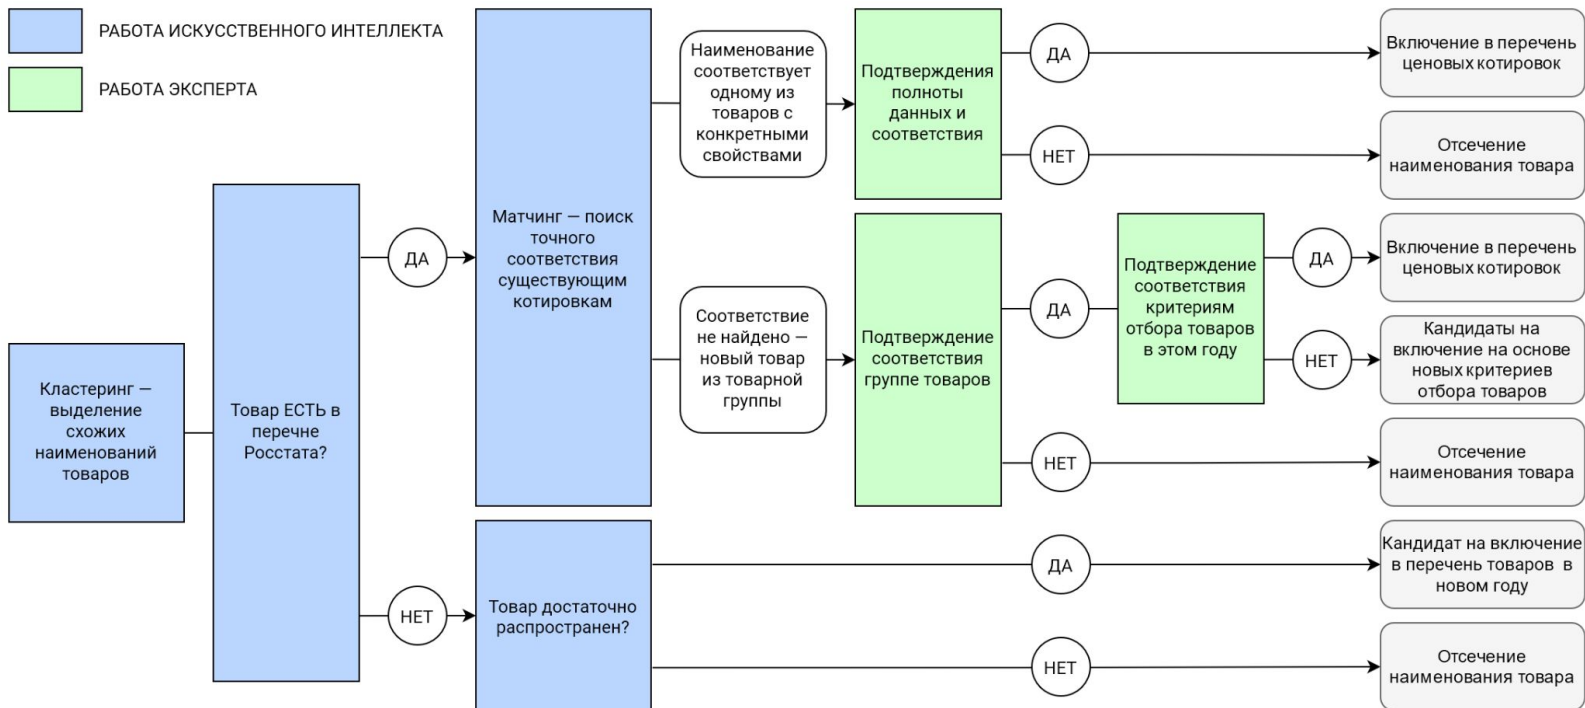 РАБОТА ИСКУССТВЕННОГО ИНТЕЛЛЕКТА
РАБОТА ЭКСПЕРТА
Кластеринг —
выделение
схожих
наименований
товаров
Товар ЕСТЬ в
перечне
Росстата?
ДА
НЕТ
Матчинг — поиск
точного
соответствия
существующим
котировкам
Товар достаточно
распространен?
Наименование
соответствует
одному из
товаров с
конкретными
свойствами
Соответствие
не найдено —
новый товар
из товарной
группы
Подтверждения
полноты
данных и
соответствия
ДА
НЕТ
Подтверждение
соответствия
группе товаров
ДА
НЕТ
Подтверждение
соответствия
критериям
отбора товаров
в этом году
ДА
НЕТ
ДА
НЕТ
Включение в перечень
ценовых котировок
Отсечение
наименования товара
Включение в перечень
ценовых котировок
Кандидаты на
включение на основе
новых критериев
отбора товаров
Отсечение
наименования товара
Кандидат на включение
в перечень товаров в
новом году
Отсечение
наименования товара